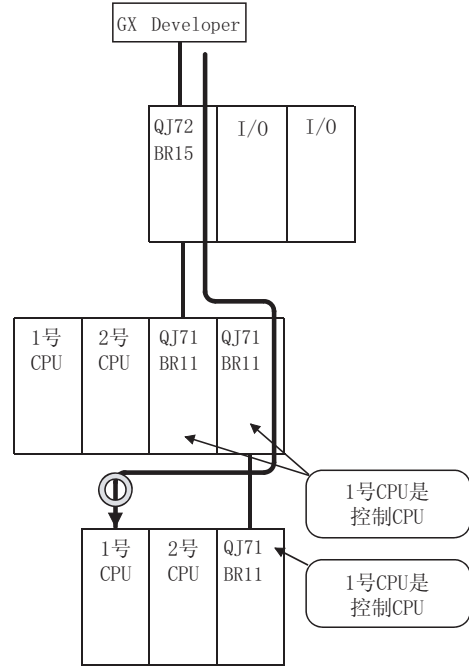 GX Developer
QJ72
BR15
I/O
I/O
1号
CPU
2号
CPU
QJ71
BR11
QJ71
BR11
1号CPU是
控制CPU
1号
CPU
2号
CPU
QJ71
BR11
1号CPU是
控制CPU